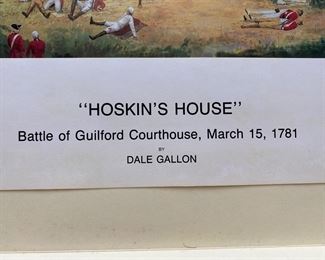 "HOSKIN'S HOUSE"
Battle of Guilford Courthouse, March 15, 1781
BY
DALE GALLON